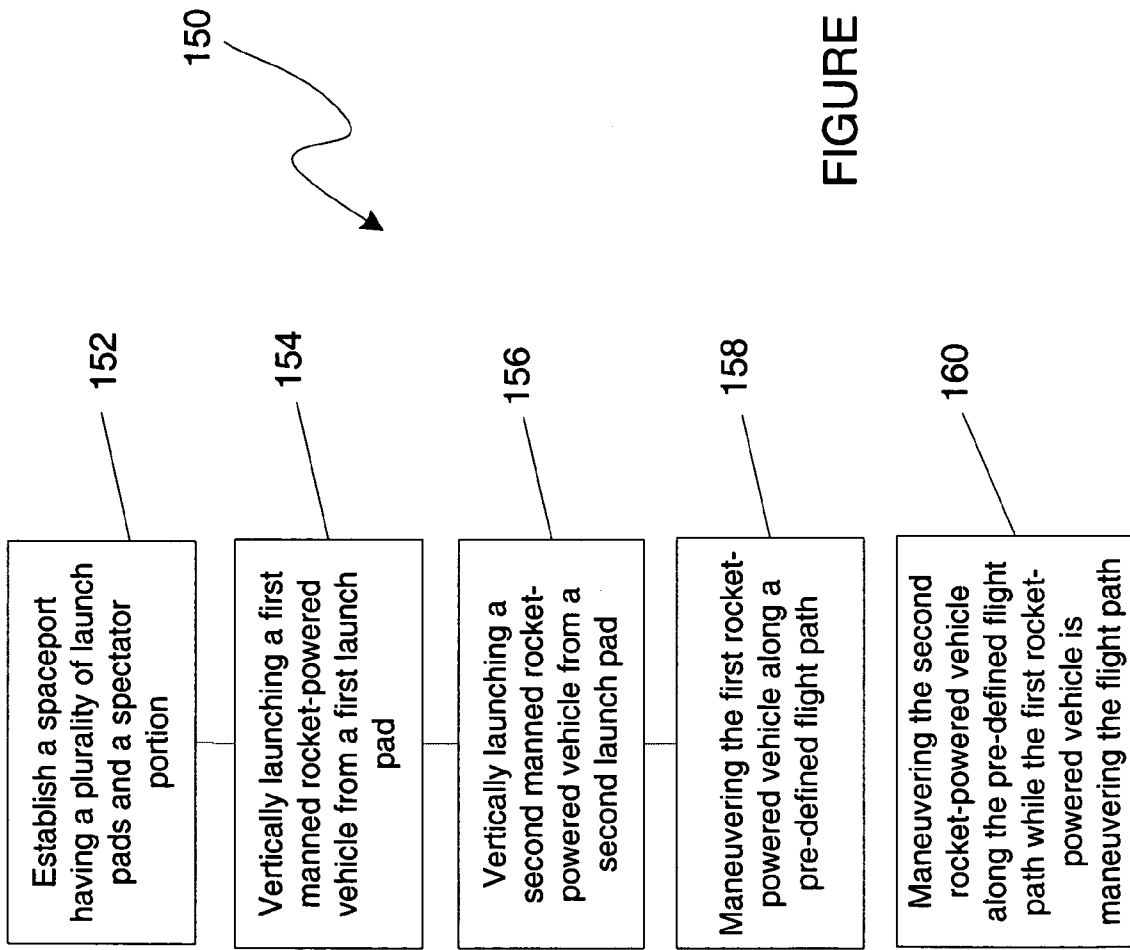 Establish a spaceport
having a plurality of launch
pads and a spectator
portion
152
Vertically launching a first
manned rocket-powered
vehicle from a first launch
pad
154
Vertically launching a
second manned rocket-
powered vehicle from a
second launch pad
156
Maneuvering the first rocket-
powered vehicle along a
pre-defined flight path
158
Maneuvering the second
rocket-powered vehicle
along the pre-defined flight
path while the first rocket-
powered vehicle is
maneuvering the flight path
160
150
FIGURE